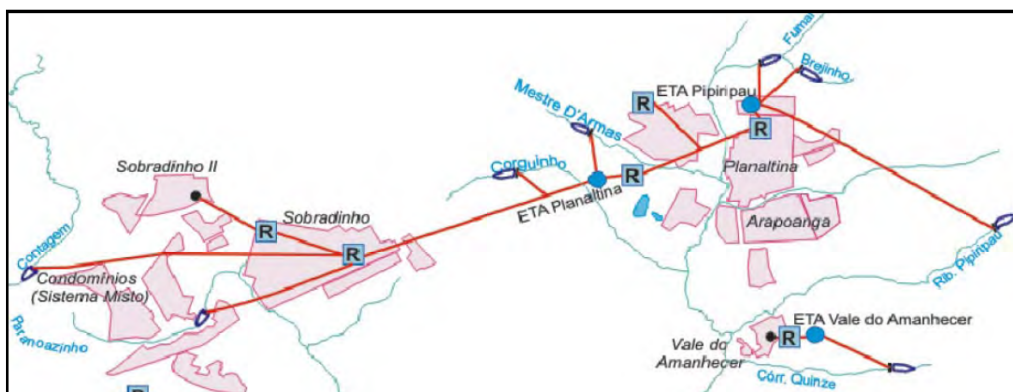 Fumal
Brejinho
ETA Pipiripau
R
Mestre D'Armas
R
Planaltina
Sobradinho II
Corguinho
R
ETA Planaltina
Sobradinho
R
Arapoanga
R
Contagem
Condomínios
(Sistema Misto)
Rib. Pipiripau
Paranoazinho
ETA Vale do Amanhecer
R
Vale do
Amanhecer
Córr. Quinze
R